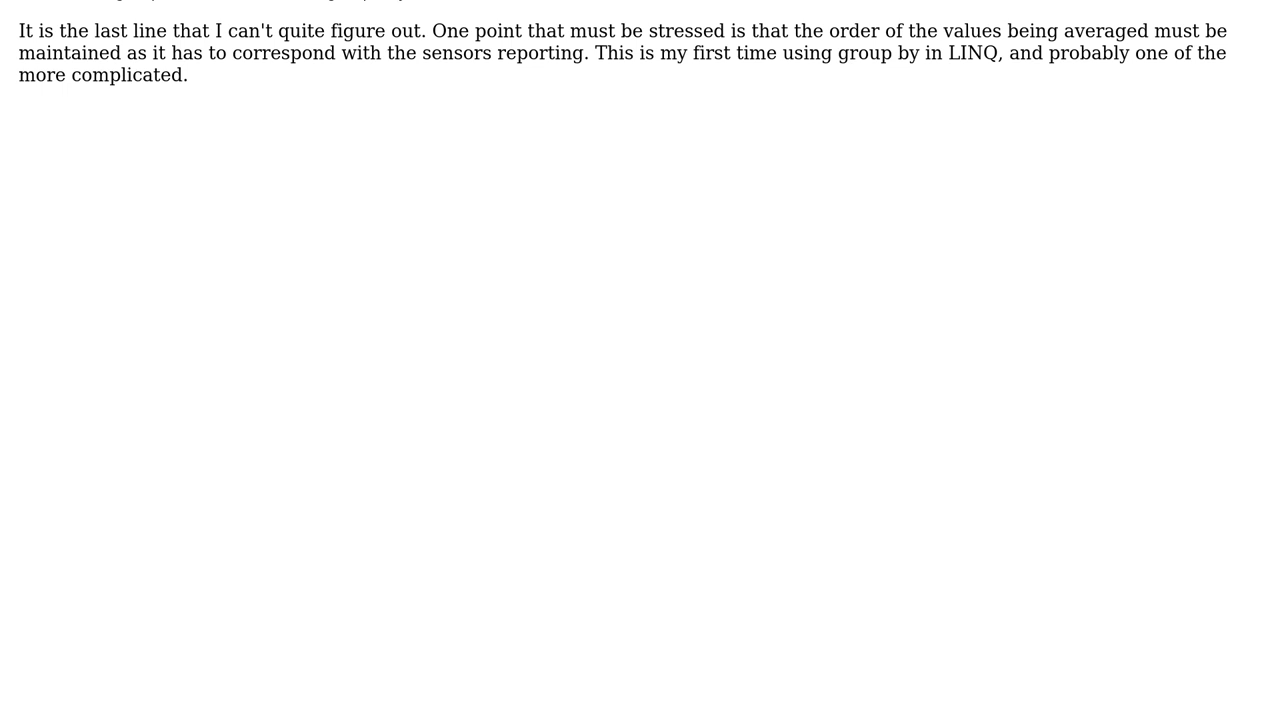 It is the last line that I can't quite figure out. One point that must be stressed is that the order of the values being averaged must be
maintained as it has to correspond with the sensors reporting. This is my first time using group by in LINQ, and probably one of the
more complicated.